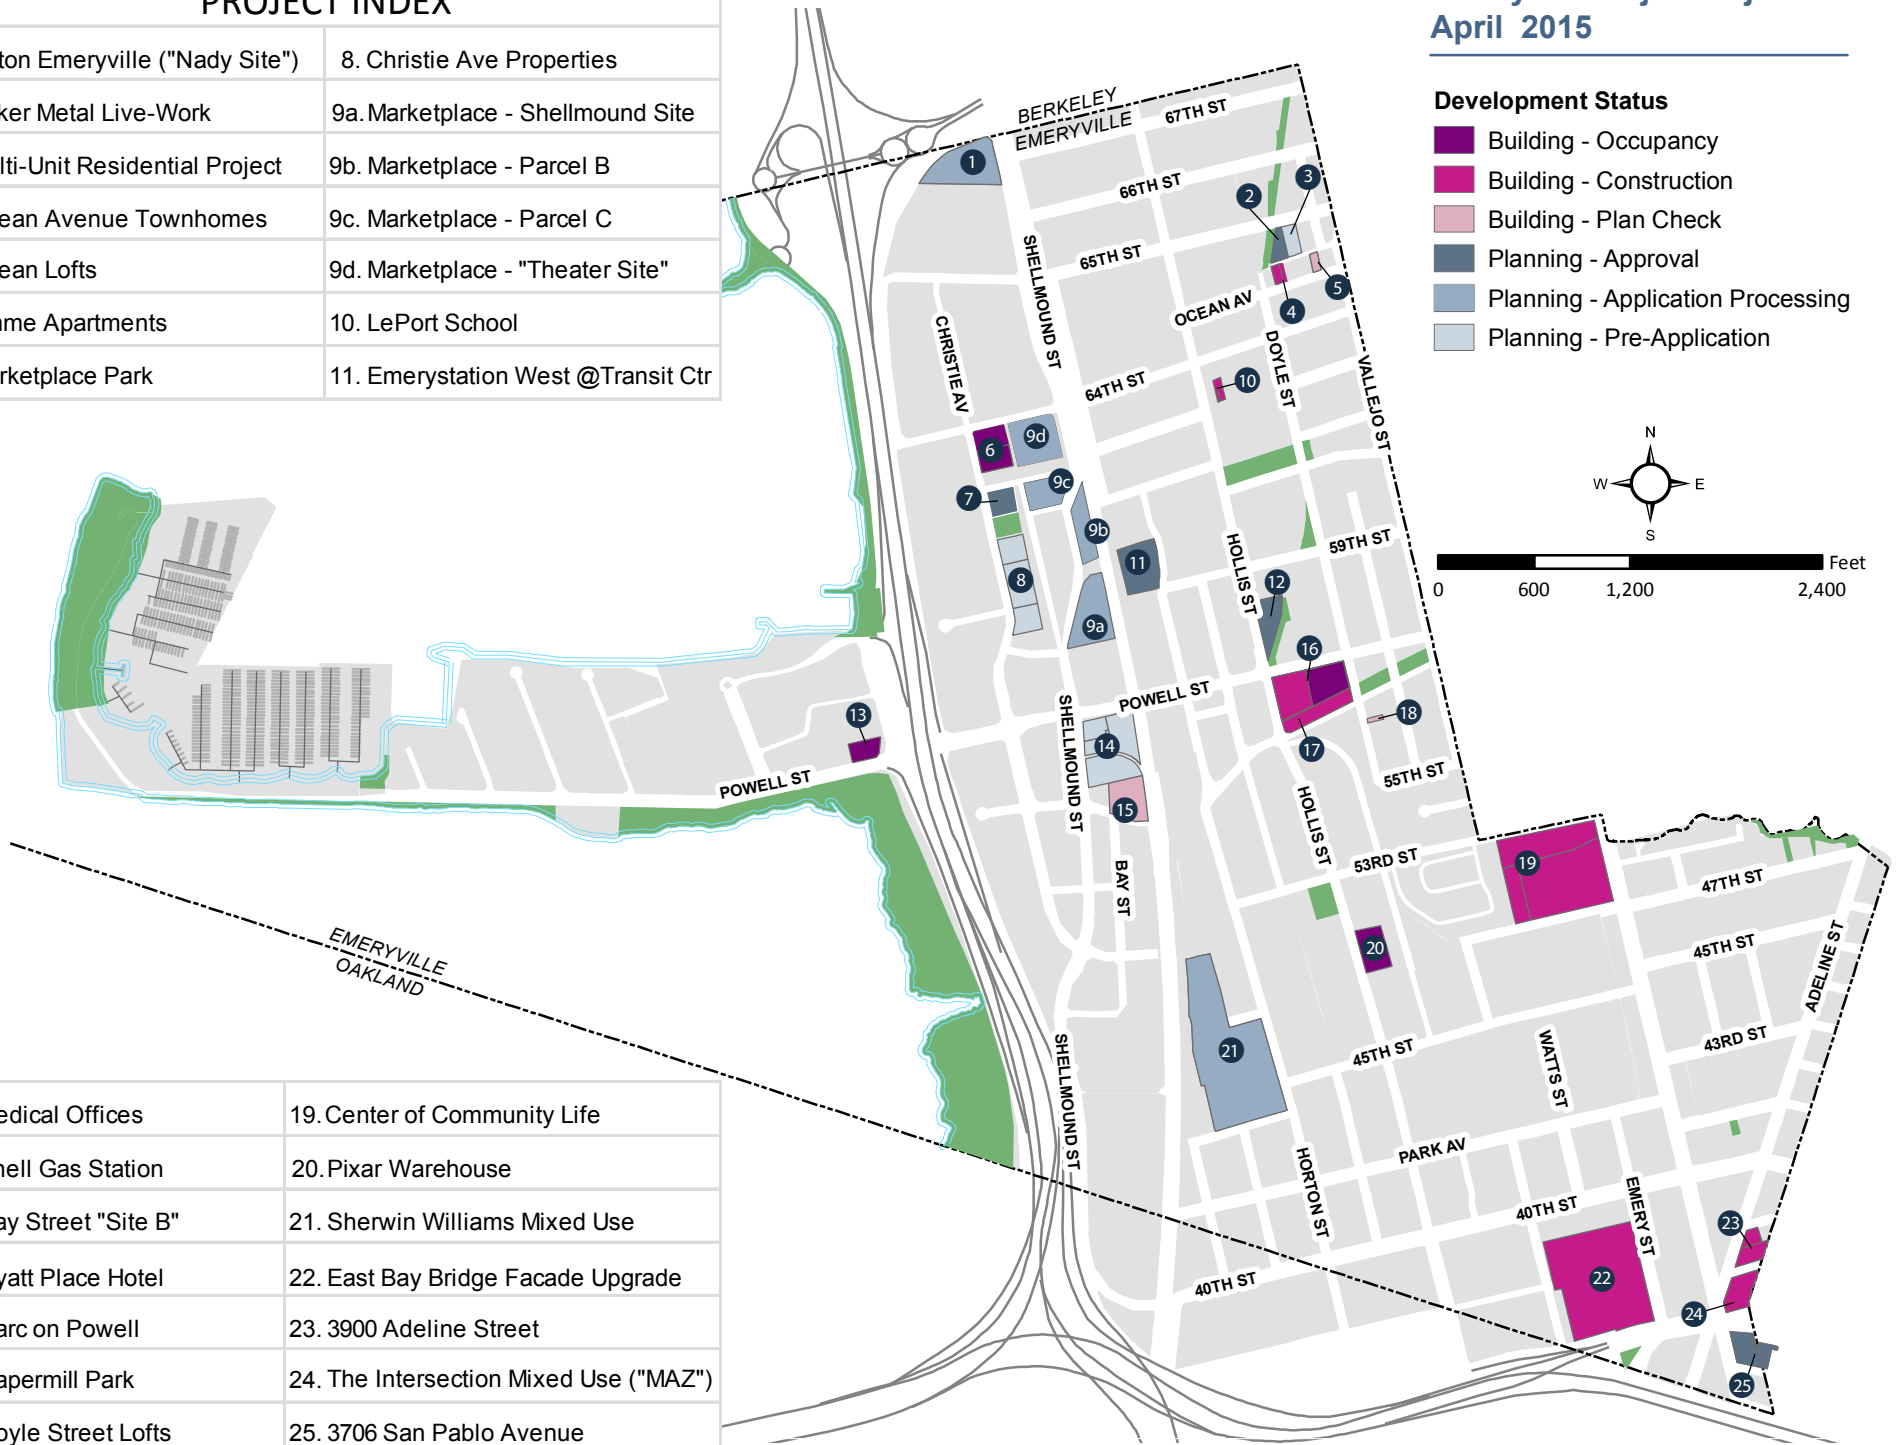 PROJECT INDEX
ton Emeryville ("Nady Site")
8. Christie Ave Properties
ker Metal Live-Work
9a. Marketplace - Shellmound Site
lti-Unit Residential Project
9b. Marketplace - Parcel B
ean Avenue Townhomes
9c. Marketplace - Parcel C
ean Lofts
9d. Marketplace - "Theater Site"
me Apartments
10. LePort School
rketplace Park
11. Emerystation West @Transit Ctr
April 2015
Development Status
Building - Occupancy
Building - Construction
Building - Plan Check
Planning - Approval
Planning - Application Processing
Planning - Pre-Application
N
W
E
S
Feet
0
600
1,200
2,400
BERKELEY
EMERYVILLE
67TH ST
66TH ST
65TH ST
OCEAN AV
64TH ST
SHELLMOUND ST
CHRISTIE AV
DOYLE ST
VALLEJO ST
HOLLIS ST
59TH ST
POWELL ST
SHELLMOUND ST
POWELL ST
55TH ST
HOLLIS ST
53RD ST
BAY ST
47TH ST
45TH ST
ADELINE ST
43RD ST
45TH ST
WATTS ST
SHELLMOUND ST
PARK AV
HORTON ST
40TH ST
EMERY ST
40TH ST
EMERYVILLE
OAKLAND
1
2
3
4
5
6
7
8
9a
9b
9c
9d
10
11
12
13
14
15
16
17
18
19
20
21
22
23
24
25
edical Offices
19. Center of Community Life
hell Gas Station
20. Pixar Warehouse
ay Street "Site B"
21. Sherwin Williams Mixed Use
yatt Place Hotel
22. East Bay Bridge Facade Upgrade
arc on Powell
23. 3900 Adeline Street
apermill Park
24. The Intersection Mixed Use ("MAZ")
oyle Street Lofts
25. 3706 San Pablo Avenue